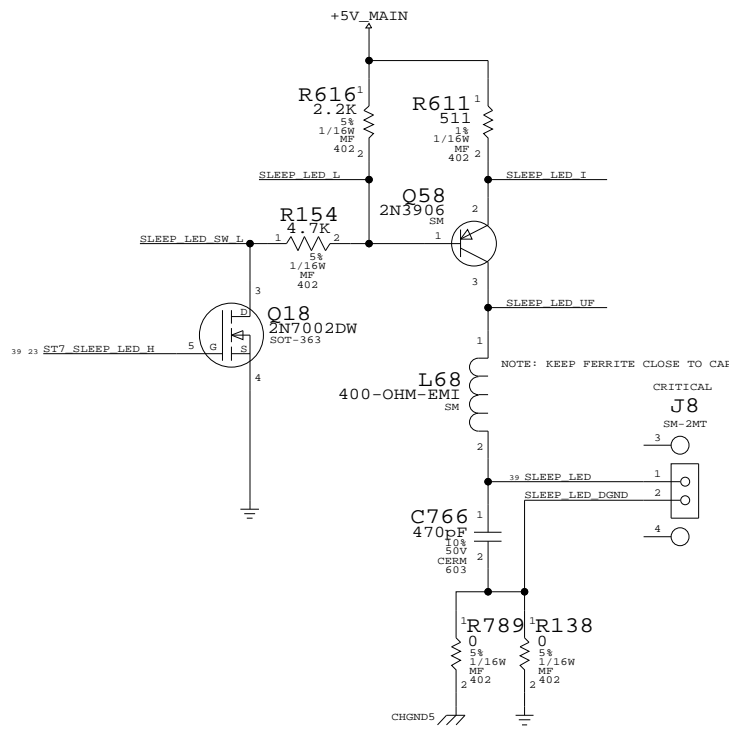 +5V_MAIN
R616
1
2.2K
5%
1/16W
MF
402
2
R611
1
511
1%
1/16W
MF
402
2
SLEEP_LED_L
SLEEP_LED_I
Q58
2N3906
SM
2
1
3
R154
4.7K
1
2
5%
1/16W
MF
402
SLEEP_LED_SW_L
3
D
Q18
2N7002DW
SOT-363
39 23 ST7_SLEEP_LED_H
5
G
S
4
SLEEP_LED_UF
1
NOTE: KEEP FERRITE CLOSE TO CAP
L68
400-OHM-EMI
SM
2
CRITICAL
J8
SM-2MT
3
39 SLEEP_LED
1
SLEEP_LED_DGND
2
4
C766
1
470pF
10%
50V
CERM
603
2
1
R789
0
5%
1/16W
MF
402
2
1
R138
0
5%
1/16W
MF
402
2
CHGND5